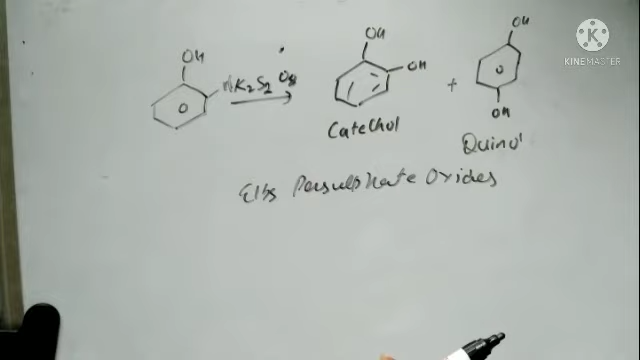 OH
K2S2O8
OH
OH
Catechol
+
OH
OH
Quinol
Elbs Persulphate Oxides
K
KINEMASTER